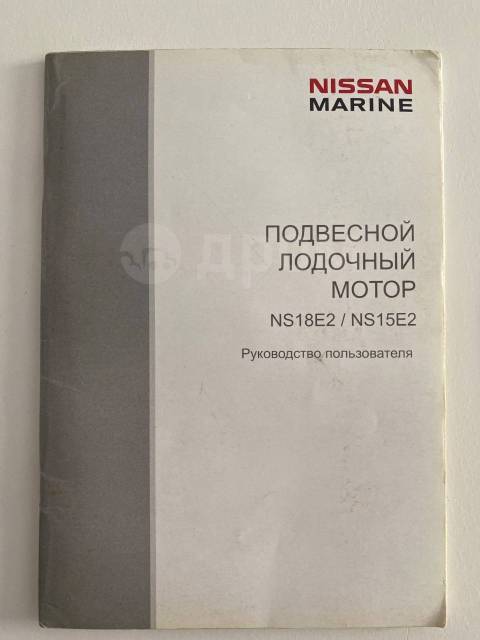 NISSAN
MARINE
ПОДВЕСНОЙ
ЛОДОЧНЫЙ
МОТОР
NS18E2 / NS15E2
Руководство пользователя